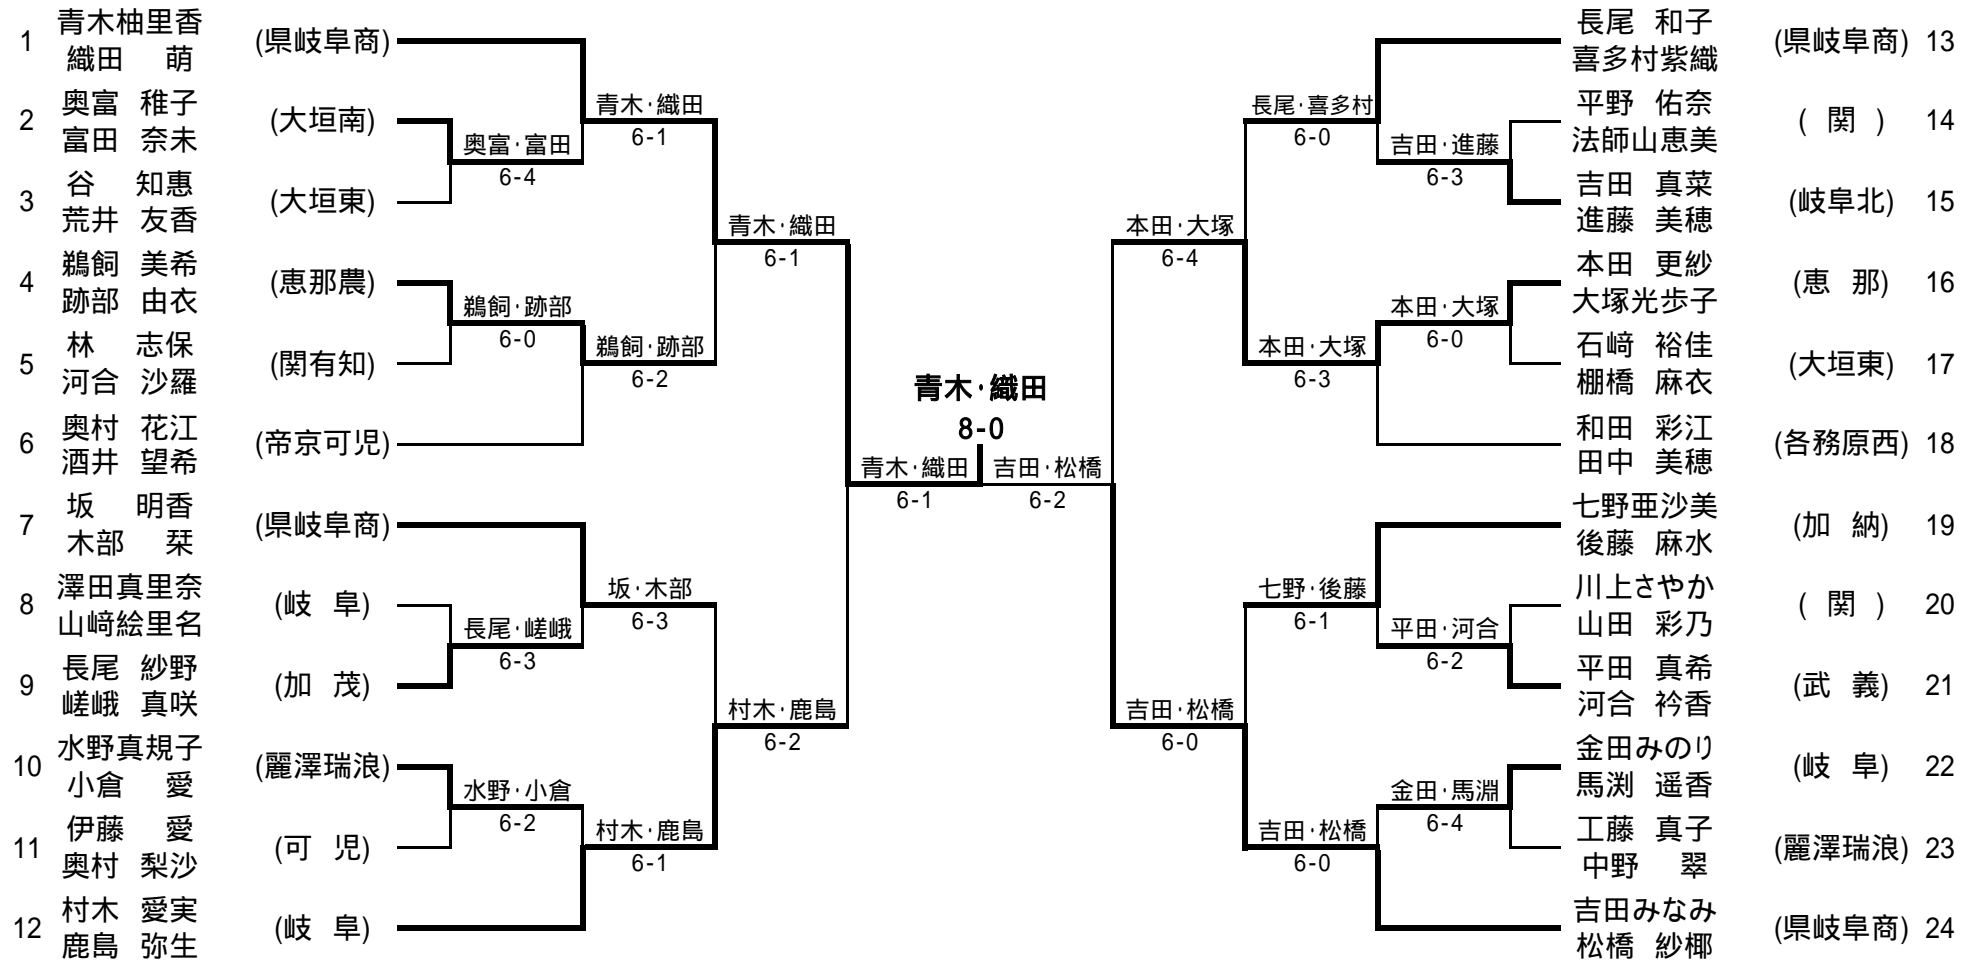 1 青木柚里香 織田 萌 (県岐阜商)
2 奥富 稚子 富田 奈未 (大垣南)
3 谷 知惠 荒井 友香 (大垣東)
4 鵜飼 美希 跡部 由衣 (恵那農)
5 林 志保 河合 沙羅 (関有知)
6 奥村 花江 酒井 望希 (帝京可児)
7 坂 明香 木部 栞 (県岐阜商)
8 澤田真里奈 山﨑絵里名 (岐 阜)
9 長尾 紗野 嵯峨 真咲 (加 茂)
10 水野真規子 小倉 愛 (麗澤瑞浪)
11 伊藤 愛 奥村 梨沙 (可 児)
12 村木 愛実 鹿島 弥生 (岐 阜)
奥富・富田
6-4
鵜飼・跡部
6-0
長尾・嵯峨
6-3
水野・小倉
6-2
青木・織田
6-1
鵜飼・跡部
6-2
坂・木部
6-3
村木・鹿島
6-1
青木・織田
6-1
村木・鹿島
6-2
青木・織田
6-1
青木・織田
8-0
吉田・松橋
6-2
本田・大塚
6-4
吉田・松橋
6-0
長尾・喜多村
6-0
本田・大塚
6-3
七野・後藤
6-1
吉田・松橋
6-0
吉田・進藤
6-3
本田・大塚
6-0
平田・河合
6-2
金田・馬淵
6-4
長尾 和子 喜多村紫織 (県岐阜商) 13
平野 佑奈 法師山恵美 ( 関 ) 14
吉田 真菜 進藤 美穂 (岐阜北) 15
本田 更紗 大塚光歩子 (恵 那) 16
石﨑 裕佳 棚橋 麻衣 (大垣東) 17
和田 彩江 田中 美穂 (各務原西) 18
七野亜沙美 後藤 麻水 (加 納) 19
川上さやか 山田 彩乃 ( 関 ) 20
平田 真希 河合 衿香 (武 義) 21
金田みのり 馬渕 遥香 (岐 阜) 22
工藤 真子 中野 翠 (麗澤瑞浪) 23
吉田みなみ 松橋 紗椰 (県岐阜商) 24